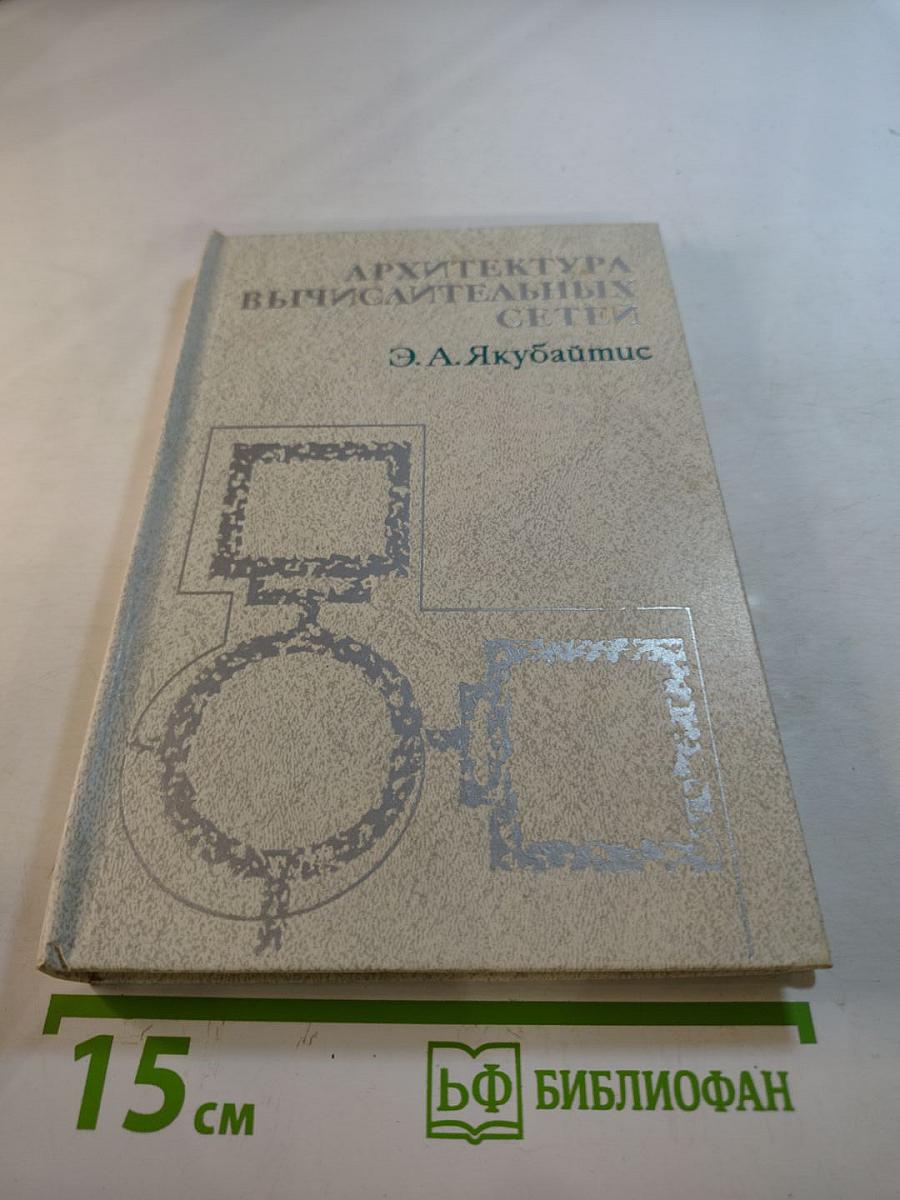 АРХИТЕКТУРА
ВЫЧИСЛИТЕЛЬНЫХ
СЕТЕЙ
Э. А. Якубайтис
15 см
ЬФ БИБЛИОФАН